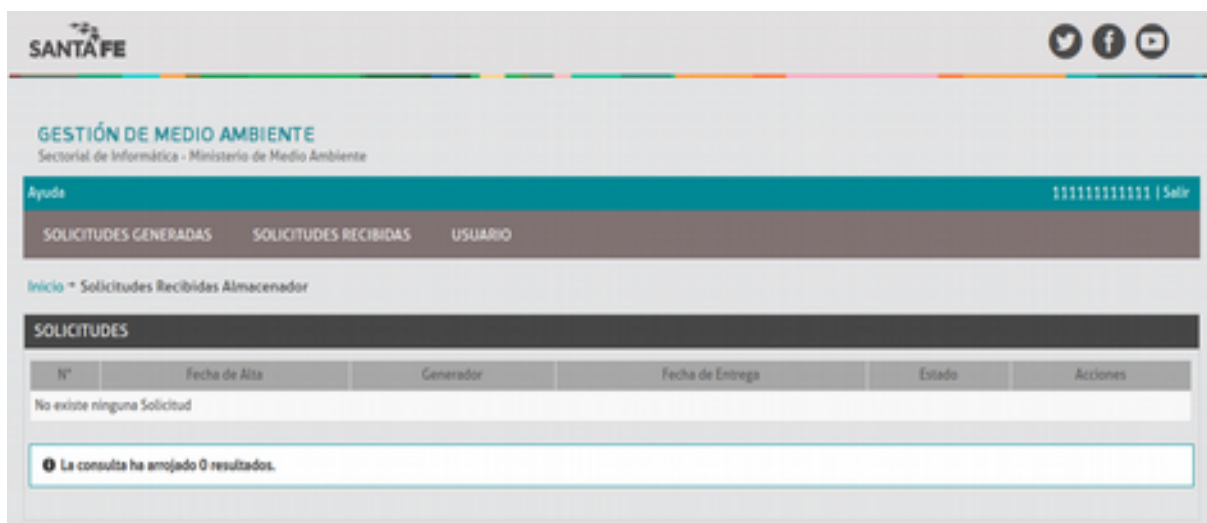 SANTA FE
GESTIÓN DE MEDIO AMBIENTE
Sectorial de Informática - Ministerio de Medio Ambiente
Ayuda 111111111111 | Salir
SOLICITUDES GENERADAS SOLICITUDES RECIBIDAS USUARIO
Inicio Solicitudes Recibidas Almacenador
SOLICITUDES
N° Fecha de Alta Generador Fecha de Entrega Estado Acciones
No existe ninguna Solicitud
La consulta ha arrojado 0 resultados.